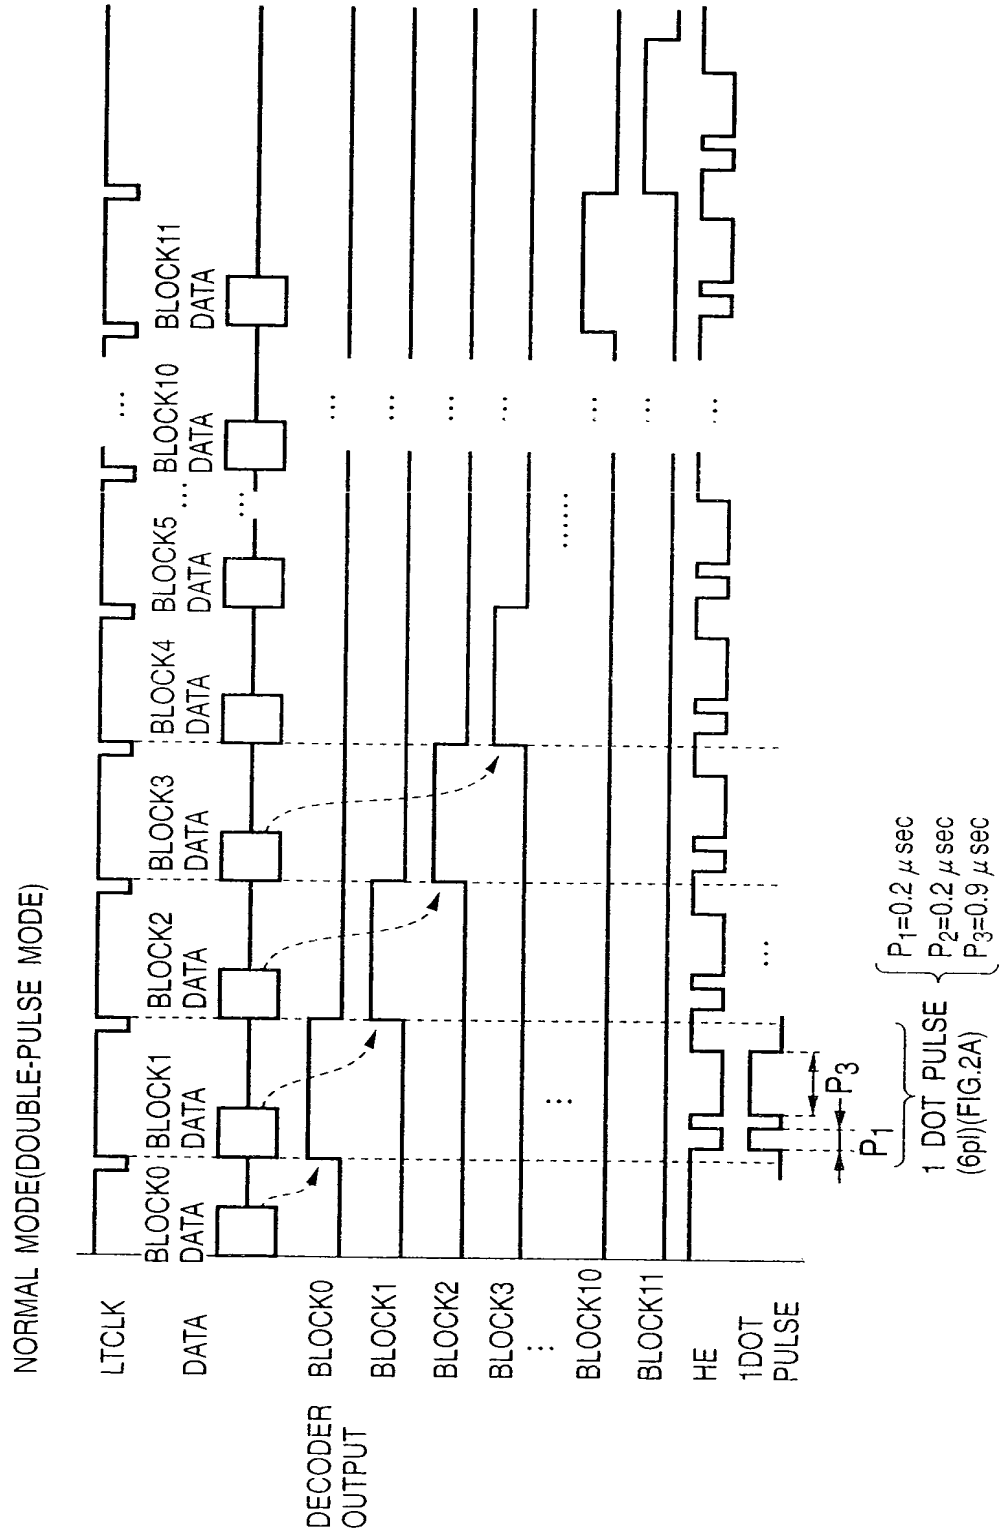 NORMAL MODE(DOUBLE-PULSE MODE)
LTCLK
...
DATA
BLOCK0 DATA
BLOCK1 DATA
BLOCK2 DATA
BLOCK3 DATA
BLOCK4 DATA
BLOCK5 DATA
....
....
BLOCK10 DATA
BLOCK11 DATA
DECODER OUTPUT
BLOCK0
...
BLOCK1
...
BLOCK2
...
BLOCK3
...
...
......
BLOCK10
...
BLOCK11
...
...
HE
...
1DOT PULSE
...
P1
P3
1 DOT PULSE
(6pl)(FIG.2A)
P1=0.2 μsec
P2=0.2 μsec
P3=0.9 μsec